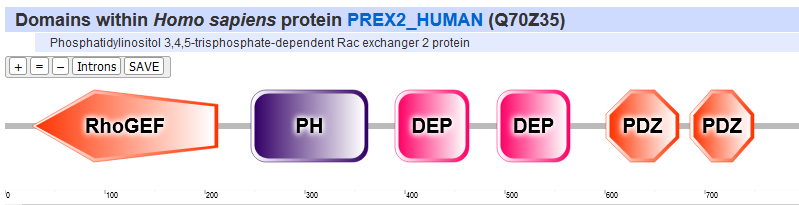 Domains within Homo sapiens protein PREX2_HUMAN (Q70Z35)
Phosphatidylinositol 3,4,5-trisphosphate-dependent Rac exchanger 2 protein
+ = − Introns SAVE
RhoGEF PH DEP DEP PDZ PDZ
0 100 200 300 400 500 600 700